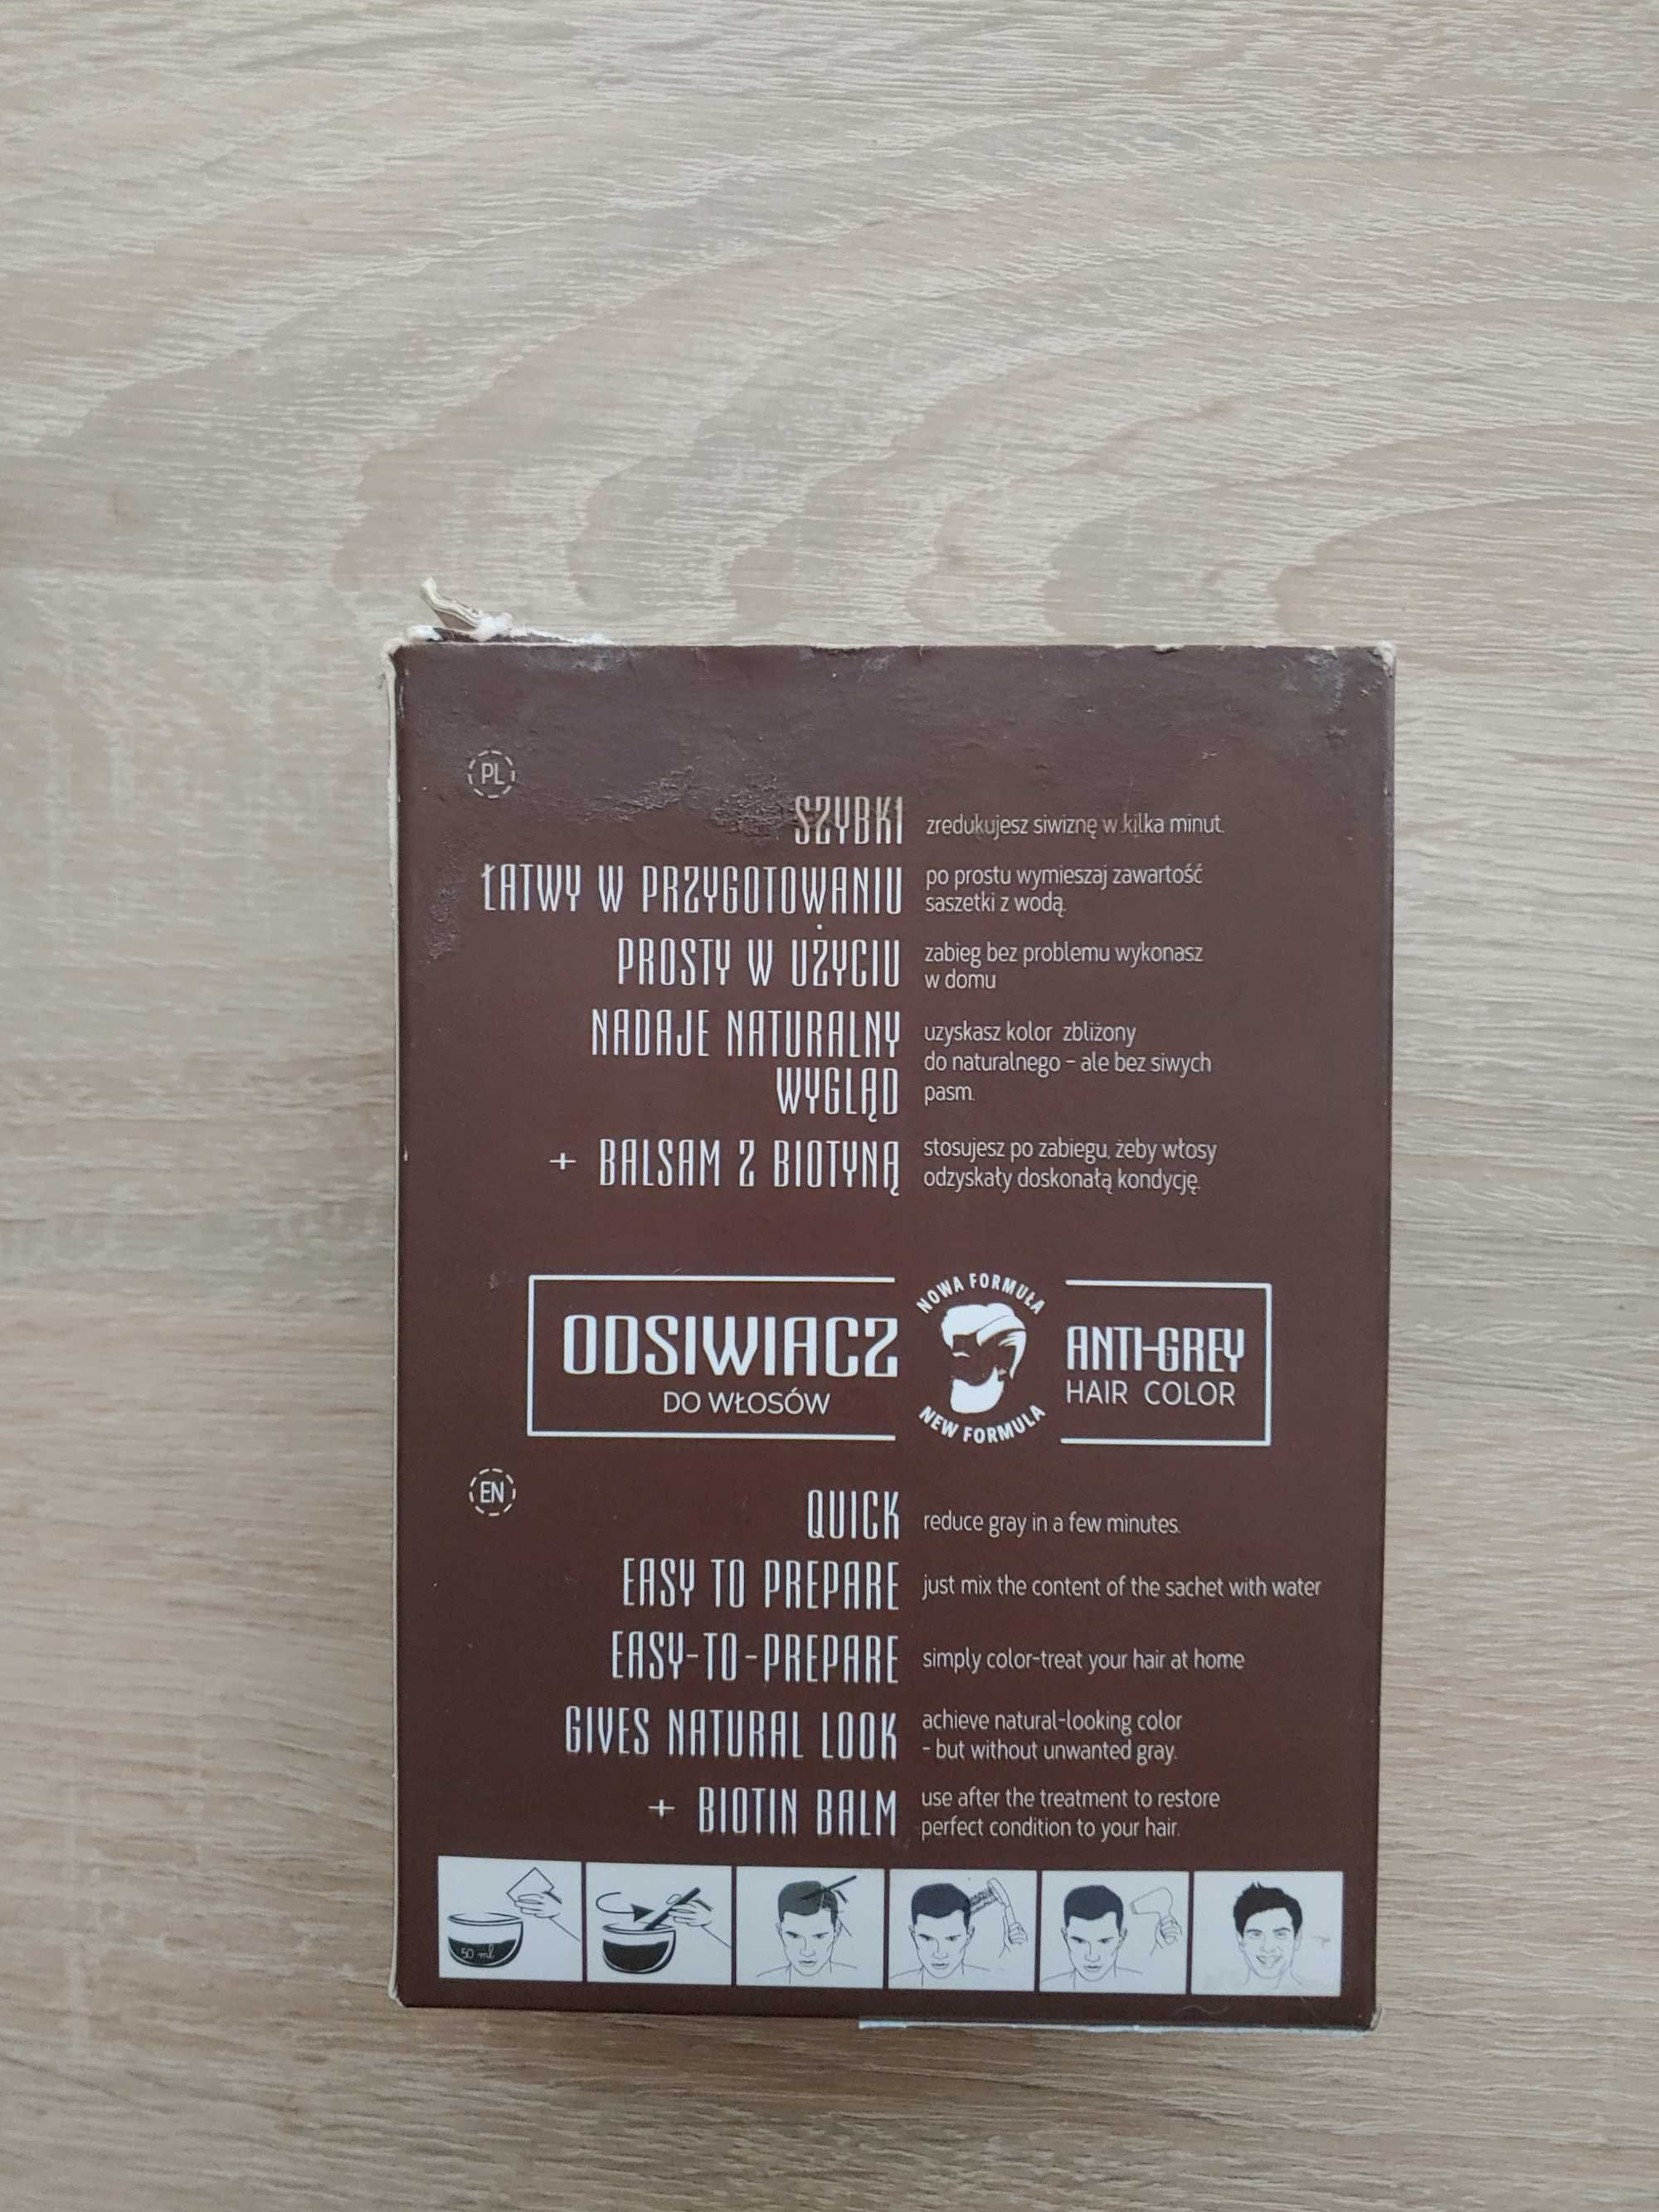 PL
SZYBKI zredukujesz siwiznę w kilka minut.
ŁATWY W PRZYGOTOWANIU po prostu wymieszaj zawartość
saszetki z wodą.
PROSTY W UŻYCIU zabieg bez problemu wykonasz
w domu
NADAJE NATURALNY
WYGLĄD
uzyskasz kolor zbliżony
do naturalnego – ale bez siwych
pasm.
+ BALSAM Z BIOTYNĄ stosujesz po zabiegu, żeby włosy
odzyskały doskonałą kondycję.
ODSIWIACZ
DO WŁOSÓW
NOWA FORMUŁA
NEW FORMULA
ANTI-GREY
HAIR COLOR
EN
QUICK reduce gray in a few minutes.
EASY TO PREPARE just mix the content of the sachet with water
EASY-TO-PREPARE simply color-treat your hair at home
GIVES NATURAL LOOK achieve natural-looking color
- but without unwanted gray.
+ BIOTIN BALM use after the treatment to restore
perfect condition to your hair.
50 ml